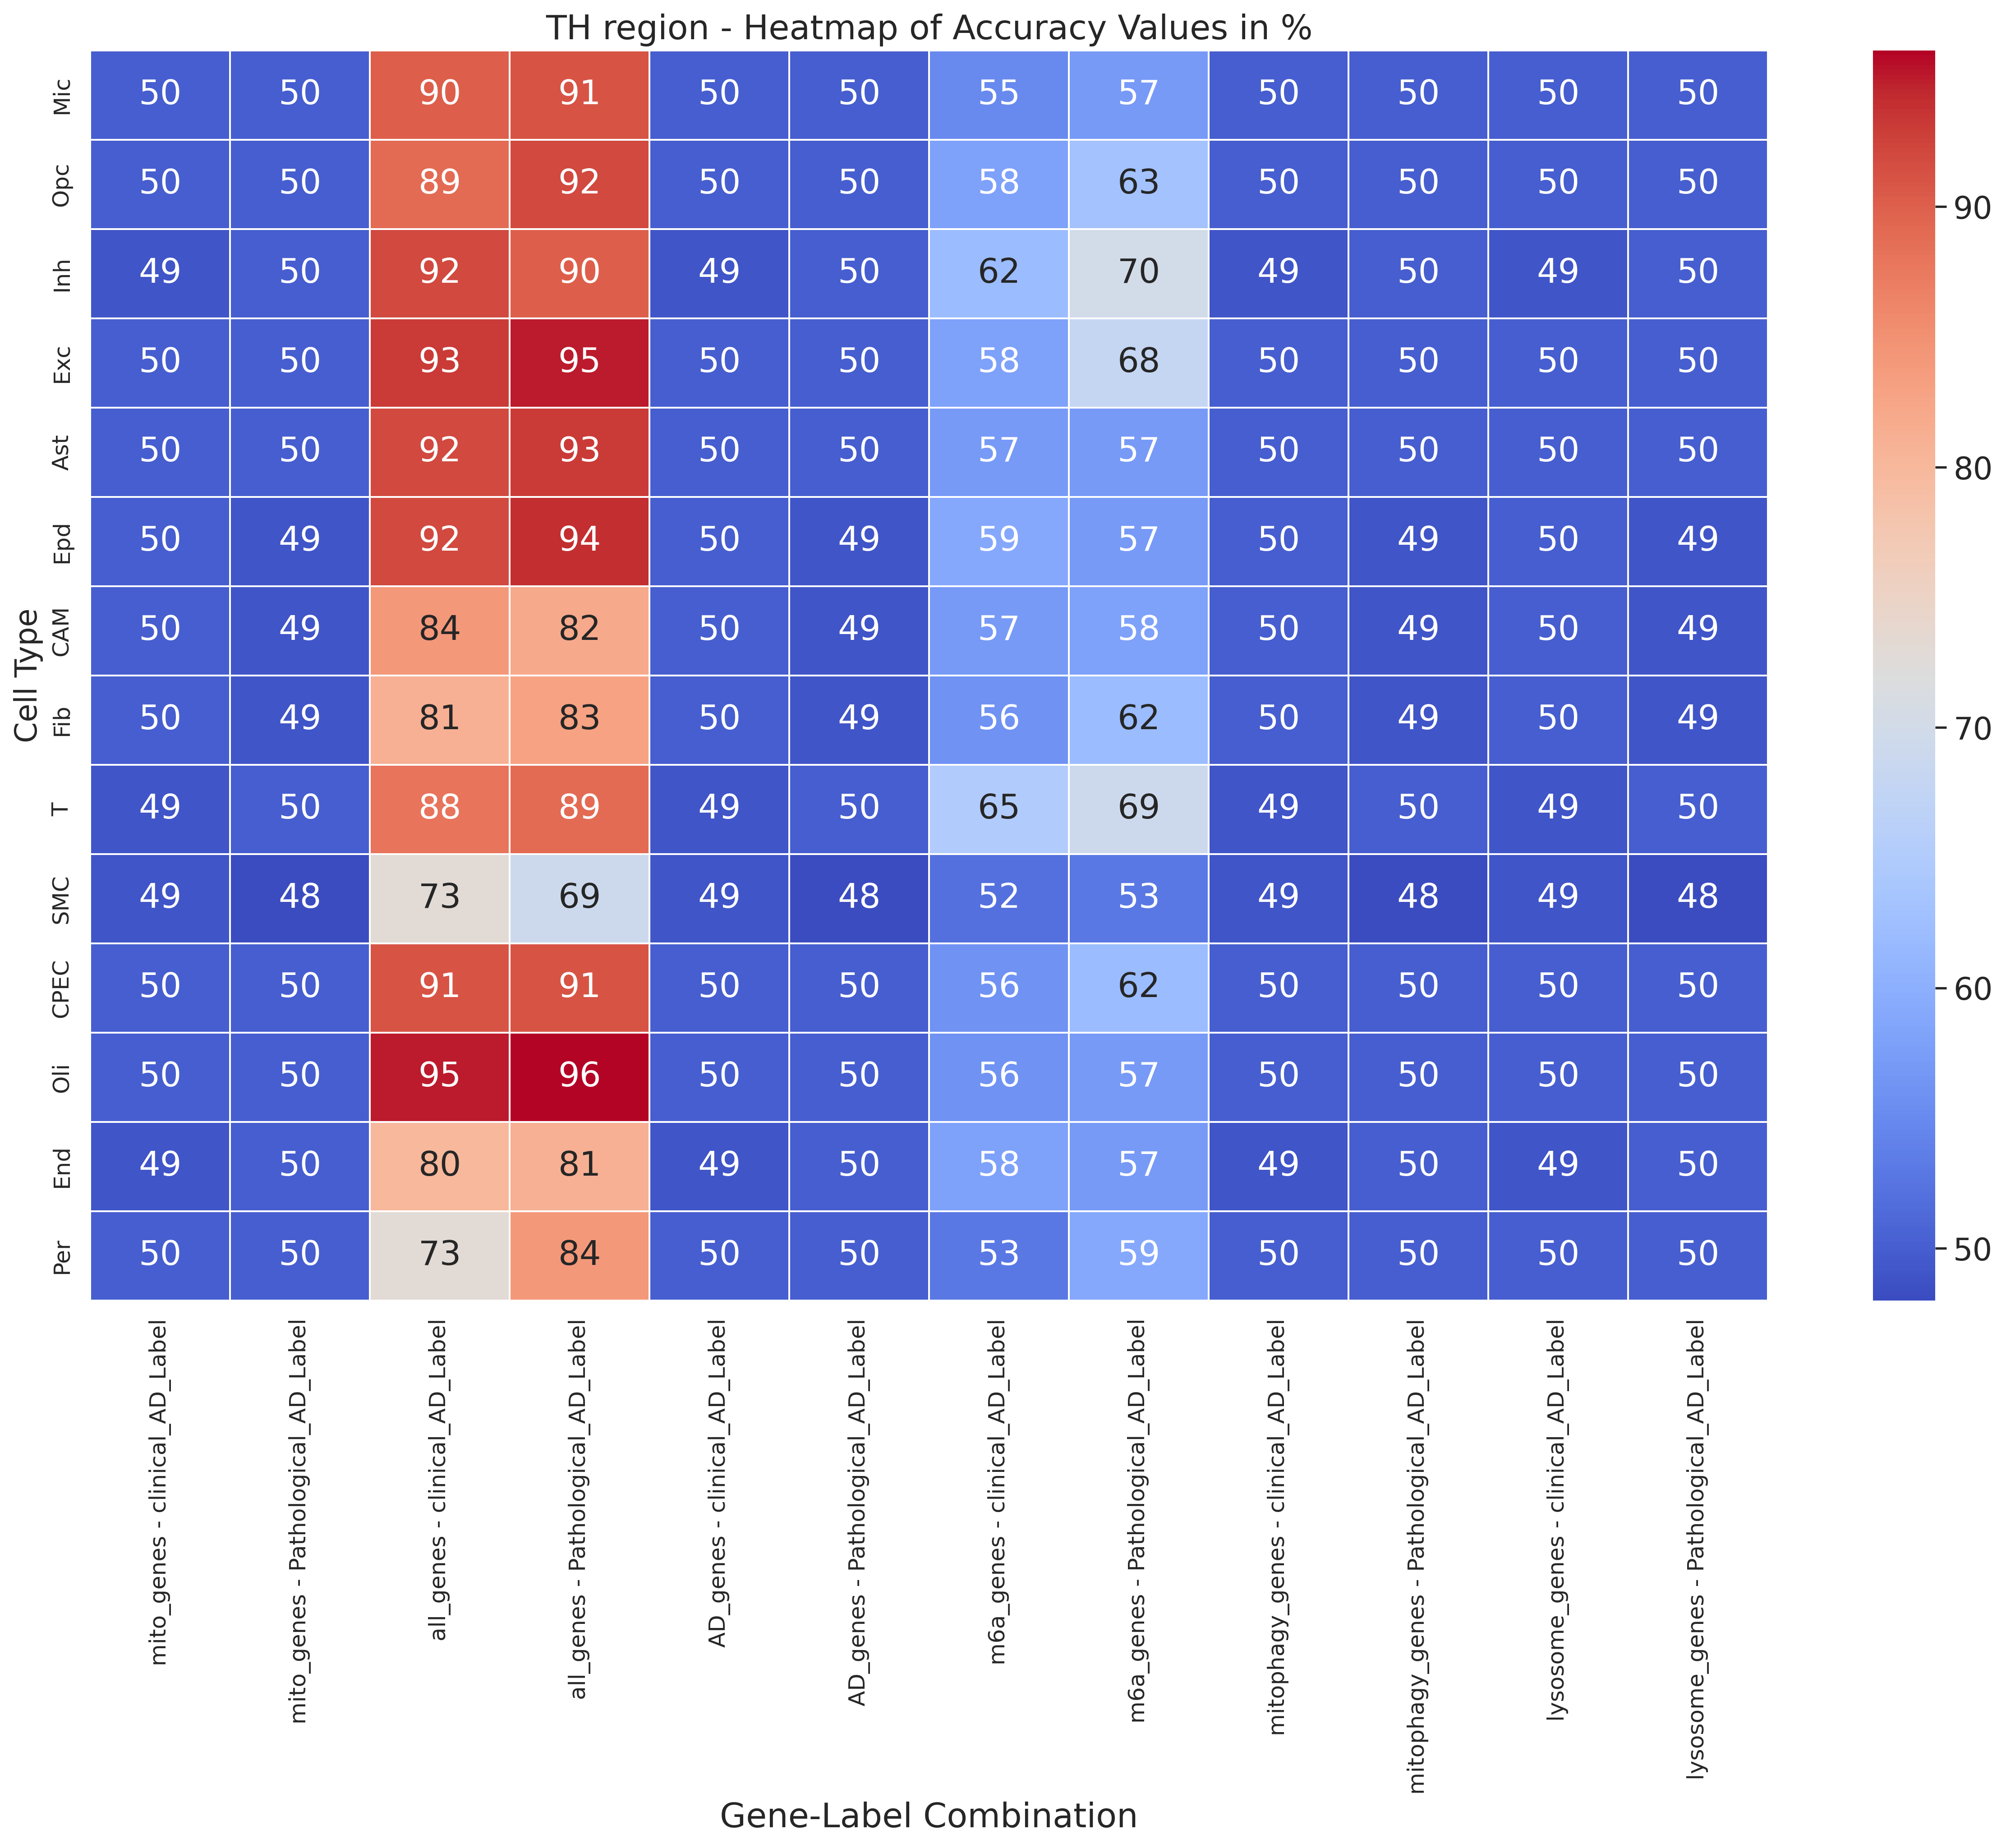 TH region - Heatmap of Accuracy Values in %
Cell Type
Mic 50 50 90 91 50 50 55 57 50 50 50 50
Opc 50 50 89 92 50 50 58 63 50 50 50 50
Inh 49 50 92 90 49 50 62 70 49 50 49 50
Exc 50 50 93 95 50 50 58 68 50 50 50 50
Ast 50 50 92 93 50 50 57 57 50 50 50 50
Epd 50 49 92 94 50 49 59 57 50 49 50 49
CAM 50 49 84 82 50 49 57 58 50 49 50 49
Fib 50 49 81 83 50 49 56 62 50 49 50 49
T 49 50 88 89 49 50 65 69 49 50 49 50
SMC 49 48 73 69 49 48 52 53 49 48 49 48
CPEC 50 50 91 91 50 50 56 62 50 50 50 50
Oli 50 50 95 96 50 50 56 57 50 50 50 50
End 49 50 80 81 49 50 58 57 49 50 49 50
Per 50 50 73 84 50 50 53 59 50 50 50 50
mito_genes - clinical_AD_Label
mito_genes - Pathological_AD_Label
all_genes - clinical_AD_Label
all_genes - Pathological_AD_Label
AD_genes - clinical_AD_Label
AD_genes - Pathological_AD_Label
m6a_genes - clinical_AD_Label
m6a_genes - Pathological_AD_Label
mitophagy_genes - clinical_AD_Label
mitophagy_genes - Pathological_AD_Label
lysosome_genes - clinical_AD_Label
lysosome_genes - Pathological_AD_Label
Gene-Label Combination
90
80
70
60
50